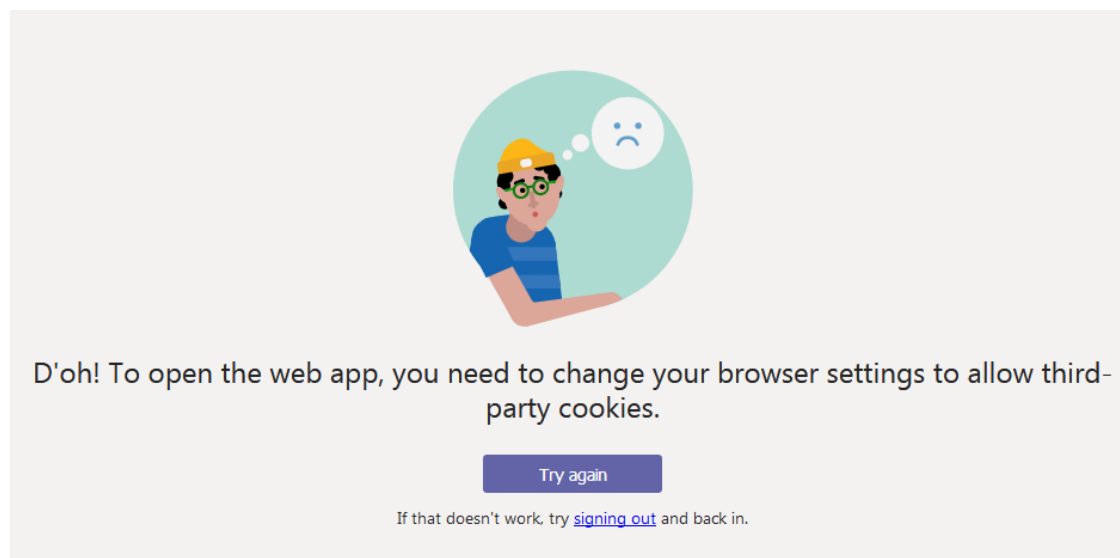 D'oh! To open the web app, you need to change your browser settings to allow third-
party cookies.
Try again
If that doesn't work, try signing out and back in.